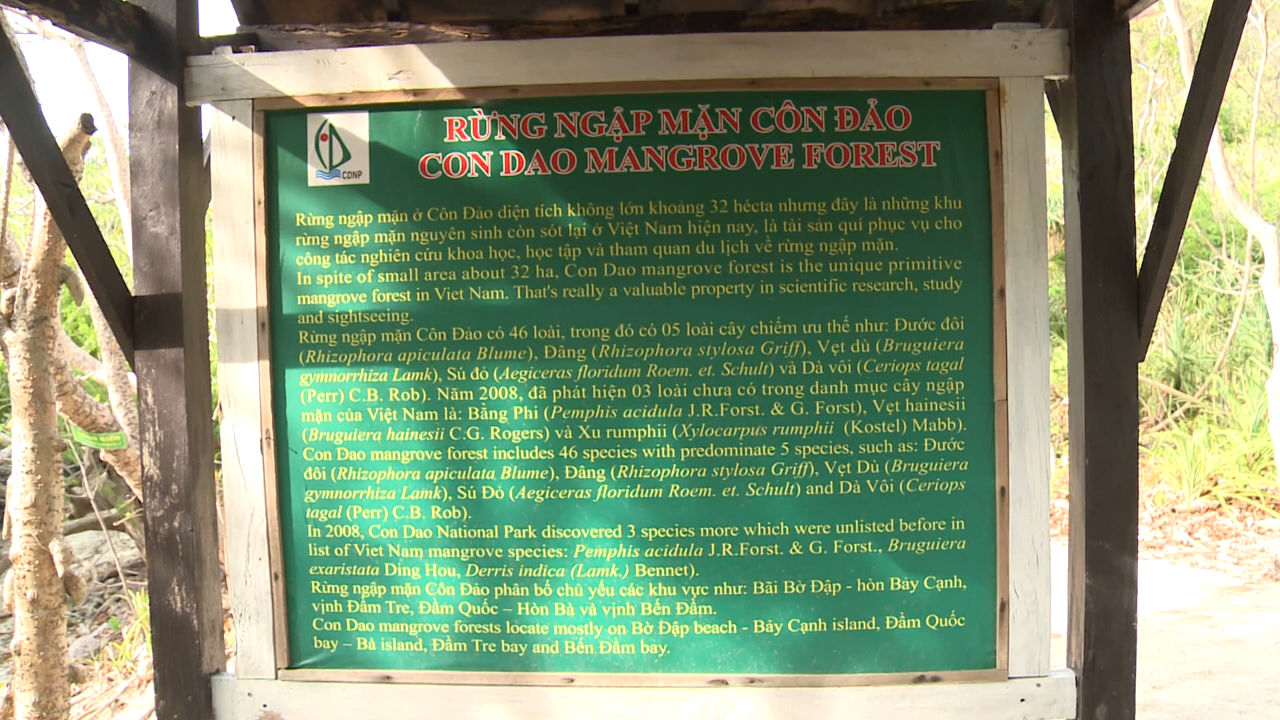 RỪNG NGẬP MẶN CÔN ĐẢO
CON DAO MANGROVE FOREST
CDNP
Rừng ngập mặn ở Côn Đảo diện tích không lớn khoảng 32 hécta nhưng đây là những khu
rừng ngập mặn nguyên sinh còn sót lại ở Việt Nam hiện nay, là tài sản quí phục vụ cho
công tác nghiên cứu khoa học, học tập và tham quan du lịch về rừng ngập mặn.
In spite of small area about 32 ha, Con Dao mangrove forest is the unique primitive
mangrove forest in Viet Nam. That's really a valuable property in scientific research, study
and sightseeing.
Rừng ngập mặn Côn Đảo có 46 loài, trong đó có 05 loài cây chiếm ưu thế như: Đước đôi
(Rhizophora apiculata Blume), Đâng (Rhizophora stylosa Griff), Vẹt dù (Bruguiera
gymnorrhiza Lamk), Sú đỏ (Aegiceras floridum Roem. et. Schult) và Dà vôi (Ceriops tagal
(Perr) C.B. Rob). Năm 2008, đã phát hiện 03 loài chưa có trong danh mục cây ngập
mặn của Việt Nam là: Bằng Phi (Pemphis acidula J.R.Forst. & G. Forst), Vẹt hainesii
(Bruguiera hainesii C.G. Rogers) và Xu rumphii (Xylocarpus rumphii (Kostel) Mabb).
Con Dao mangrove forest includes 46 species with predominate 5 species, such as: Đước
đôi (Rhizophora apiculata Blume), Đâng (Rhizophora stylosa Griff), Vẹt Dù (Bruguiera
gymnorrhiza Lamk), Sú Đỏ (Aegiceras floridum Roem. et. Schult) and Dà Vôi (Ceriops
tagal (Perr) C.B. Rob).
In 2008, Con Dao National Park discovered 3 species more which were unlisted before in
list of Viet Nam mangrove species: Pemphis acidula J.R.Forst. & G. Forst., Bruguiera
exaristata Ding Hou, Derris indica (Lamk.) Bennet).
Rừng ngập mặn Côn Đảo phân bố chủ yếu các khu vực như: Bãi Bờ Đập - hòn Bảy Cạnh,
vịnh Đầm Tre, Đầm Quốc – Hòn Bà và vịnh Bến Đầm.
Con Dao mangrove forests locate mostly on Bờ Đập beach - Bảy Cạnh island, Đầm Quốc
bay – Bà island, Đầm Tre bay and Bến Đầm bay.